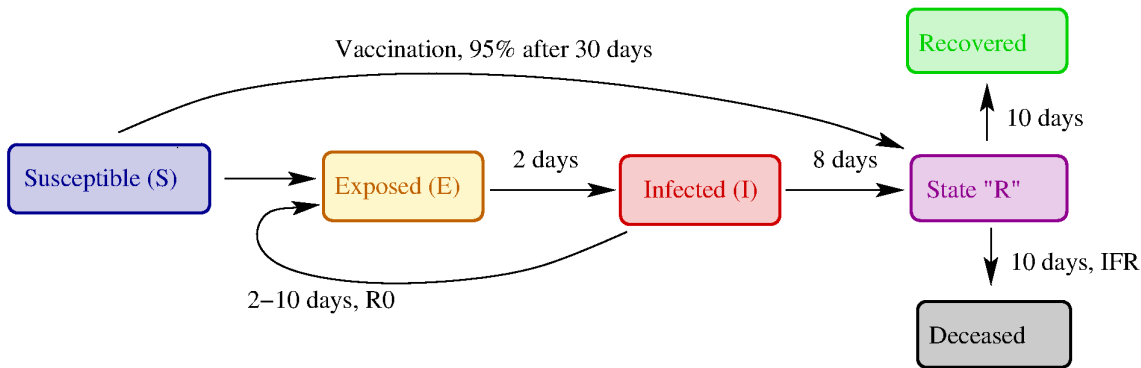 Recovered
Vaccination, 95% after 30 days
10 days
Susceptible (S)
Exposed (E)
2 days
Infected (I)
8 days
State "R"
10 days, IFR
2−10 days, R0
Deceased